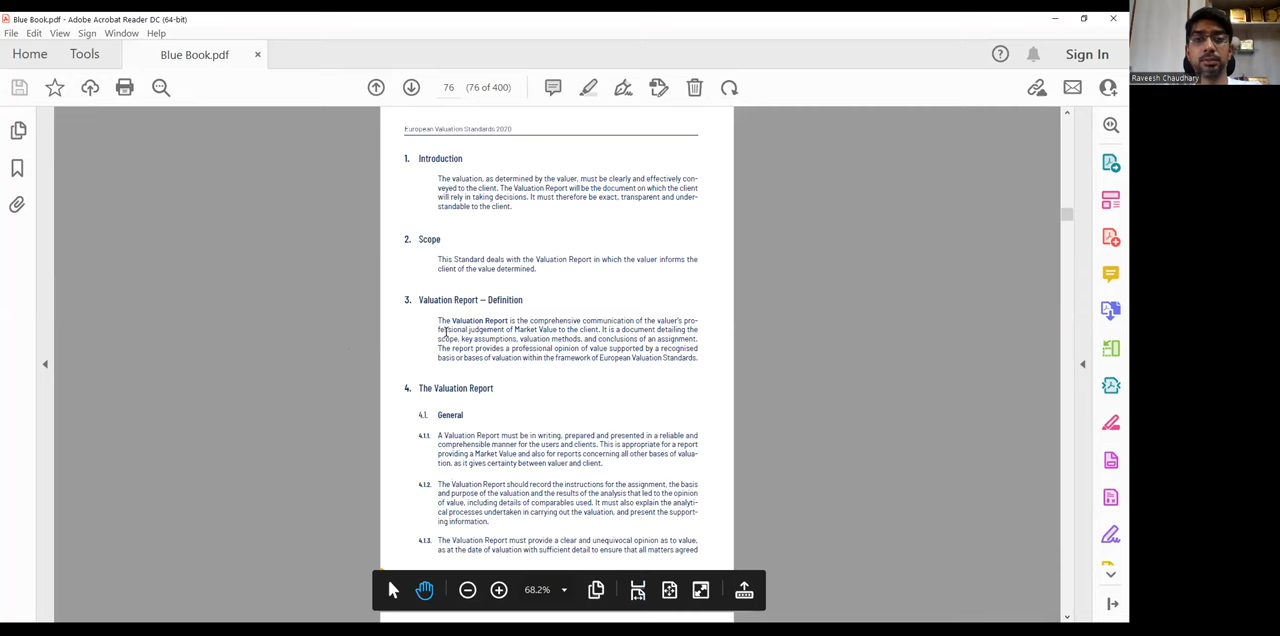 Blue Book.pdf - Adobe Acrobat Reader DC (64-bit)
File Edit View Sign Window Help
Home Tools Blue Book.pdf × Sign In
76 (76 of 400)
Raveesh Chaudhary
European Valuation Standards 2020
1. Introduction
The valuation, as determined by the valuer, must be clearly and effectively con-
veyed to the client. The Valuation Report will be the document on which the client
will rely in taking decisions. It must therefore be exact, transparent and under-
standable to the client.
2. Scope
This Standard deals with the Valuation Report in which the valuer informs the
client of the value determined.
3. Valuation Report – Definition
The Valuation Report is the comprehensive communication of the valuer's pro-
fessional judgement of Market Value to the client. It is a document detailing the
scope, key assumptions, valuation methods, and conclusions of an assignment.
The report provides a professional opinion of value supported by a recognised
basis or bases of valuation within the framework of European Valuation Standards.
4. The Valuation Report
4.1. General
4.1.1. A Valuation Report must be in writing, prepared and presented in a reliable and
comprehensible manner for the users and clients. This is appropriate for a report
providing a Market Value and also for reports concerning all other bases of valua-
tion, as it gives certainty between valuer and client.
4.1.2. The Valuation Report should record the instructions for the assignment, the basis
and purpose of the valuation and the results of the analysis that led to the opinion
of value, including details of comparables used. It must also explain the analyti-
cal processes undertaken in carrying out the valuation, and present the support-
ing information.
4.1.3. The Valuation Report must provide a clear and unequivocal opinion as to value,
as at the date of valuation with sufficient detail to ensure that all matters agreed
68.2%